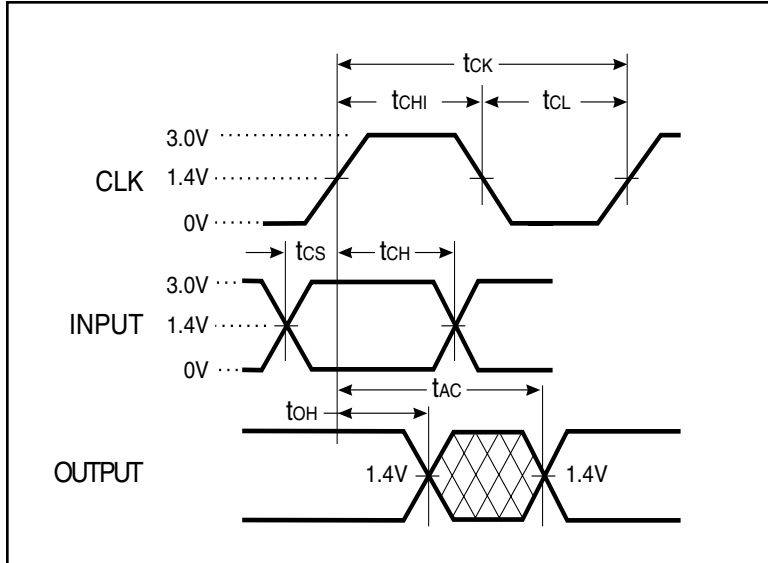 tCK
tCHI tCL
3.0V
CLK 1.4V
0V
tCS tCH
3.0V
INPUT 1.4V
0V
tAC
tOH
OUTPUT 1.4V 1.4V